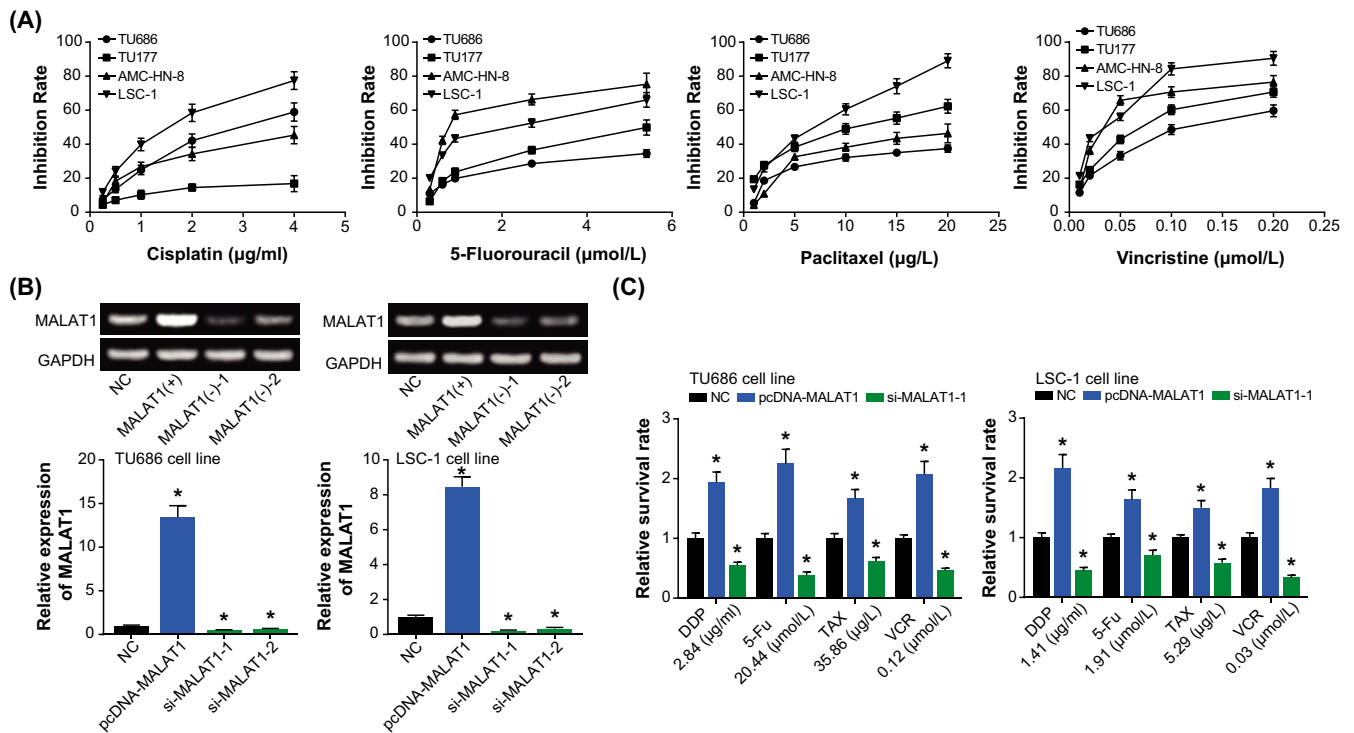 (A)
TU686
TU177
AMC-HN-8
LSC-1
Inhibition Rate
100
80
60
40
20
0
0 1 2 3 4 5
Cisplatin (µg/ml)
TU686
TU177
AMC-HN-8
LSC-1
Inhibition Rate
100
80
60
40
20
0
0 2 4 6
5-Fluorouracil (µmol/L)
TU686
TU177
AMC-HN-8
LSC-1
Inhibition Rate
100
80
60
40
20
0
0 5 10 15 20 25
Paclitaxel (µg/L)
TU686
TU177
AMC-HN-8
LSC-1
Inhibition Rate
100
80
60
40
20
0
0.00 0.05 0.10 0.15 0.20 0.25
Vincristine (µmol/L)
(B)
MALAT1
GAPDH
NC
MALAT1(+)
MALAT1(-)-1
MALAT1(-)-2
MALAT1
GAPDH
NC
MALAT1(+)
MALAT1(-)-1
MALAT1(-)-2
TU686 cell line
Relative expression
of MALAT1
20
15
10
5
0
* * *
NC
pcDNA-MALAT1
si-MALAT1-1
si-MALAT1-2
LSC-1 cell line
Relative expression
of MALAT1
10
8
6
4
2
0
* * *
NC
pcDNA-MALAT1
si-MALAT1-1
si-MALAT1-2
(C)
TU686 cell line
NC pcDNA-MALAT1 si-MALAT1-1
Relative survival rate
3
2
1
0
* * * * * * * *
DDP
2.84 (µg/ml)
5-Fu
20.44 (µmol/L)
TAX
35.86 (µg/L)
VCR
0.12 (µmol/L)
LSC-1 cell line
NC pcDNA-MALAT1 si-MALAT1-1
Relative survival rate
3
2
1
0
* * * * * * * *
DDP
1.41 (µg/ml)
5-Fu
1.91 (µmol/L)
TAX
5.29 (µg/L)
VCR
0.03 (µmol/L)